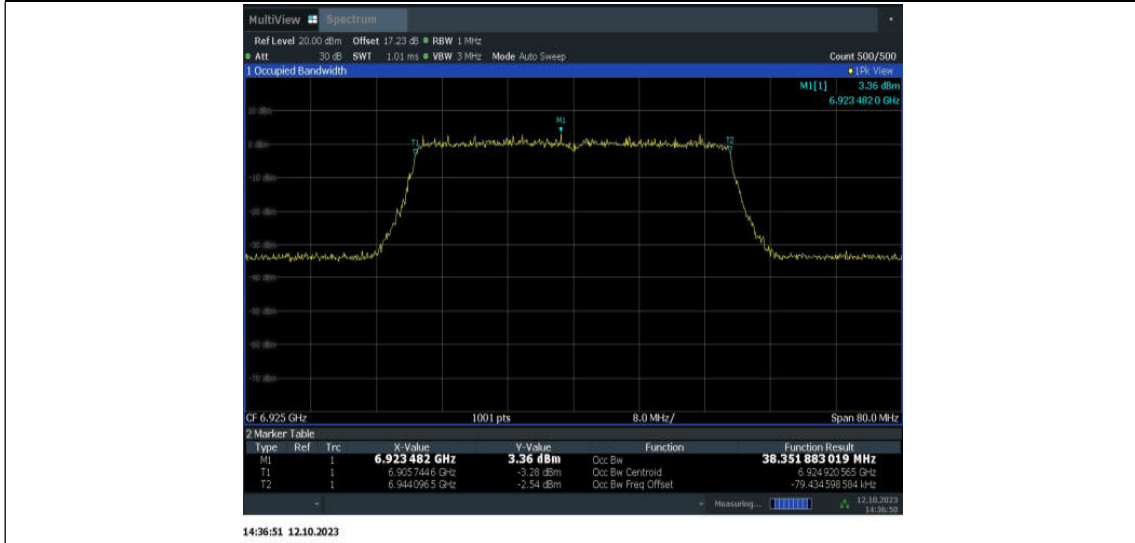 MultiView Spectrum
Ref Level 20.00 dBm Offset 17.23 dB RBW 1 MHz
Att 30 dB SWT 1.01 ms VBW 3 MHz Mode Auto Sweep Count 500/500
1 Occupied Bandwidth 1Pk View
M1[1] 3.36 dBm
6.923 482 0 GHz
10 dBm
M1
0 dBm T1 T2
-10 dBm
-20 dBm
-30 dBm
-40 dBm
-50 dBm
-60 dBm
-70 dBm
CF 6.925 GHz 1001 pts 8.0 MHz/ Span 80.0 MHz
2 Marker Table
Type Ref Trc X-Value Y-Value Function Function Result
M1 1 6.923 482 GHz 3.36 dBm Occ Bw 38.351 883 019 MHz
T1 1 6.905 744 6 GHz -3.28 dBm Occ Bw Centroid 6.924 920 565 GHz
T2 1 6.944 096 5 GHz -2.54 dBm Occ Bw Freq Offset -79.434 598 584 kHz
Measuring... 12.10.2023
14:36:50
14:36:51 12.10.2023